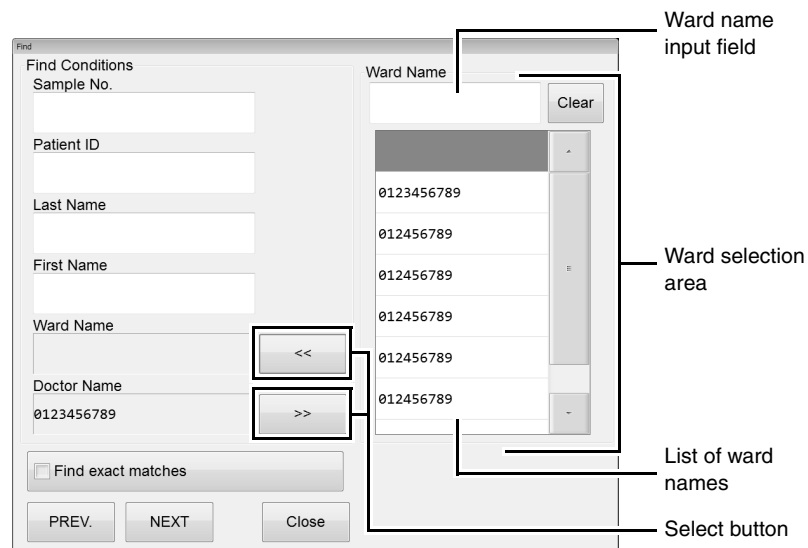 Ward name
input field
Find
Find Conditions
Sample No.
Patient ID
Last Name
First Name
Ward Name
<<
Doctor Name
0123456789
>>
Find exact matches
PREV.
NEXT
Close
Ward Name
Clear
0123456789
012456789
012456789
012456789
012456789
012456789
Ward selection
area
List of ward
names
Select button